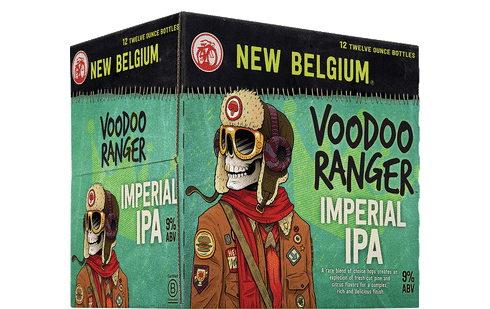 12 TWELVE OUNCE BOTTLES
NEW BELGIUM
VOODOO
RANGER
IMPERIAL
IPA
9%
ABV
Certified
B
12 TWELVE OUNCE BOTTLES
NEW BELGIUM®
VOODOO
RANGER
IMPERIAL
IPA
A rare blend of choice hops creates an
explosion of fresh cut pine and
citrus flavors for a complex,
rich and delicious finish.
9%
ABV